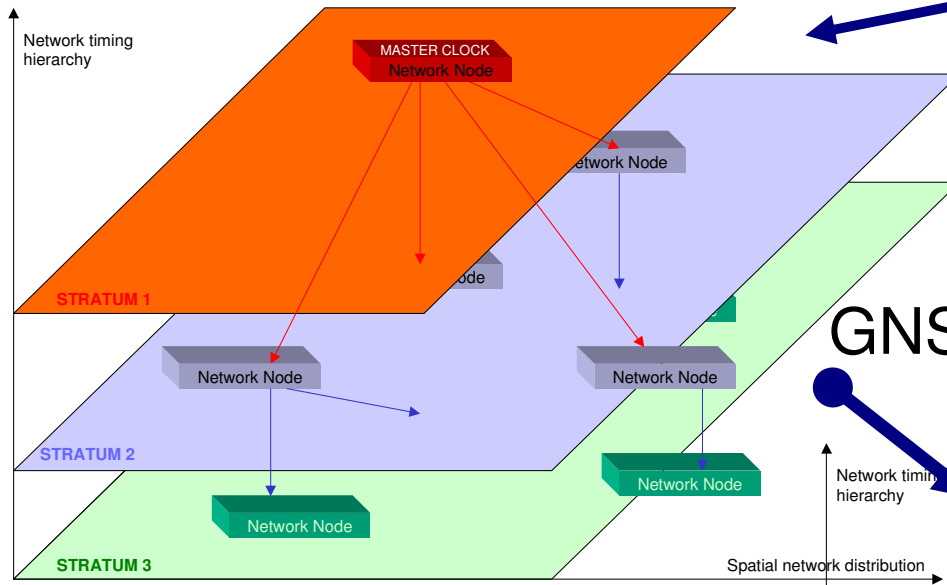 Network timing
hierarchy
MASTER CLOCK
Network Node
etwork Node
ode
STRATUM 1
GNS
Network Node
Network Node
STRATUM 2
Network Node
Network timin
hierarchy
Network Node
STRATUM 3
Spatial network distribution